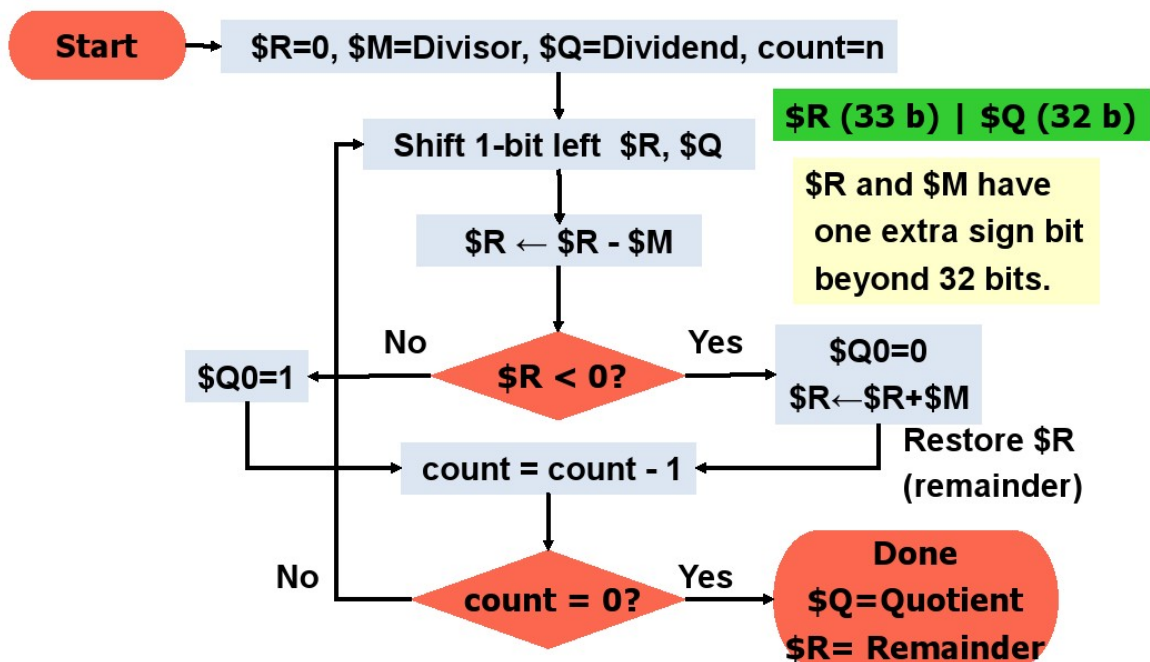 Start
$R=0, $M=Divisor, $Q=Dividend, count=n
$R (33 b) | $Q (32 b)
Shift 1-bit left $R, $Q
$R and $M have
one extra sign bit
beyond 32 bits.
$R ← $R - $M
No
Yes
$R < 0?
$Q0=1
$Q0=0
$R←$R+$M
Restore $R
(remainder)
count = count - 1
No
Yes
count = 0?
Done
$Q=Quotient
$R= Remainder